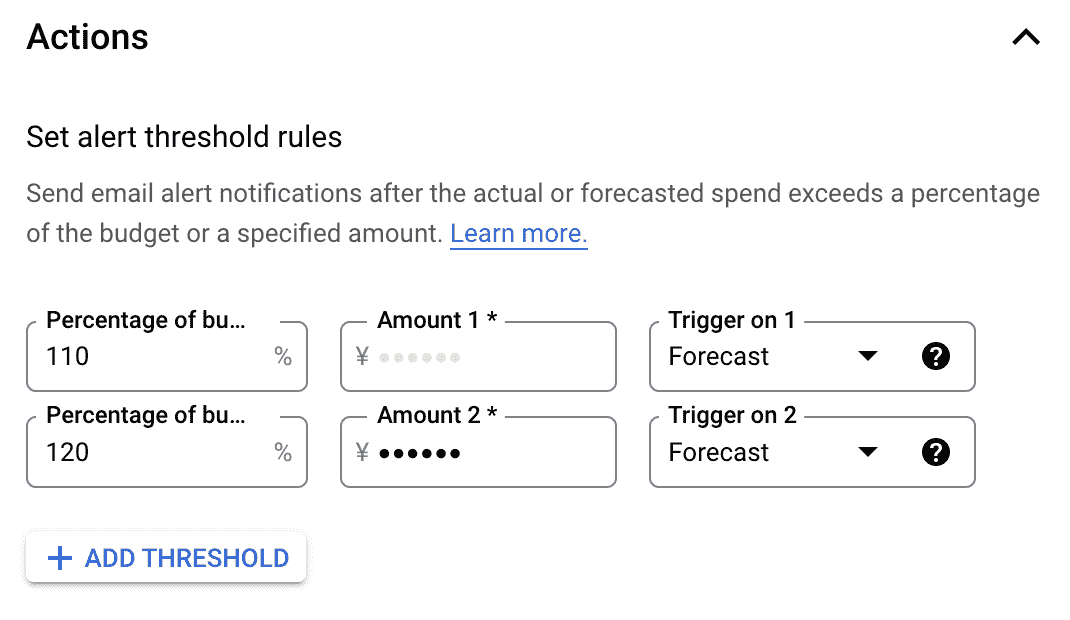 Actions
Set alert threshold rules
Send email alert notifications after the actual or forecasted spend exceeds a percentage
of the budget or a specified amount. Learn more.
Percentage of bu... Amount 1 * Trigger on 1
110 % ¥ •••••• Forecast ?
Percentage of bu... Amount 2 * Trigger on 2
120 % ¥ •••••• Forecast ?
+ ADD THRESHOLD